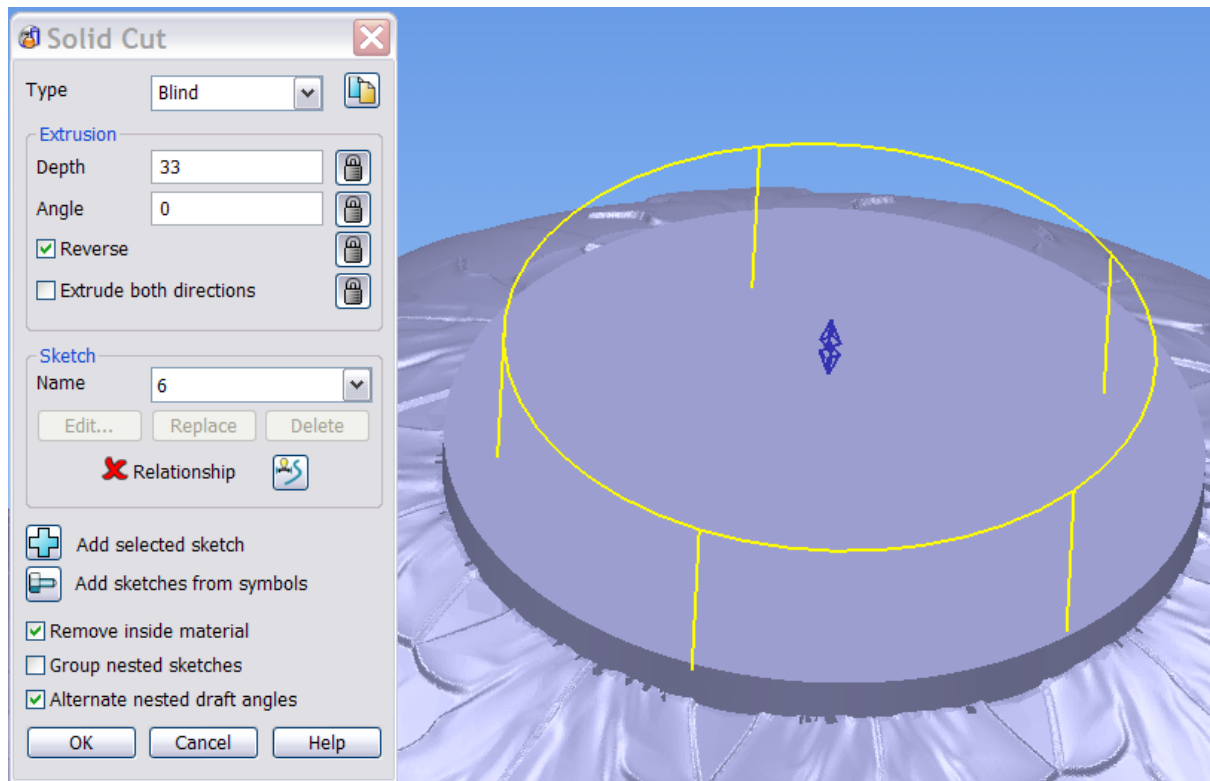 Solid Cut
Type Blind
Extrusion
Depth 33
Angle 0
Reverse
Extrude both directions
Sketch
Name 6
Edit... Replace Delete
Relationship
Add selected sketch
Add sketches from symbols
Remove inside material
Group nested sketches
Alternate nested draft angles
OK Cancel Help